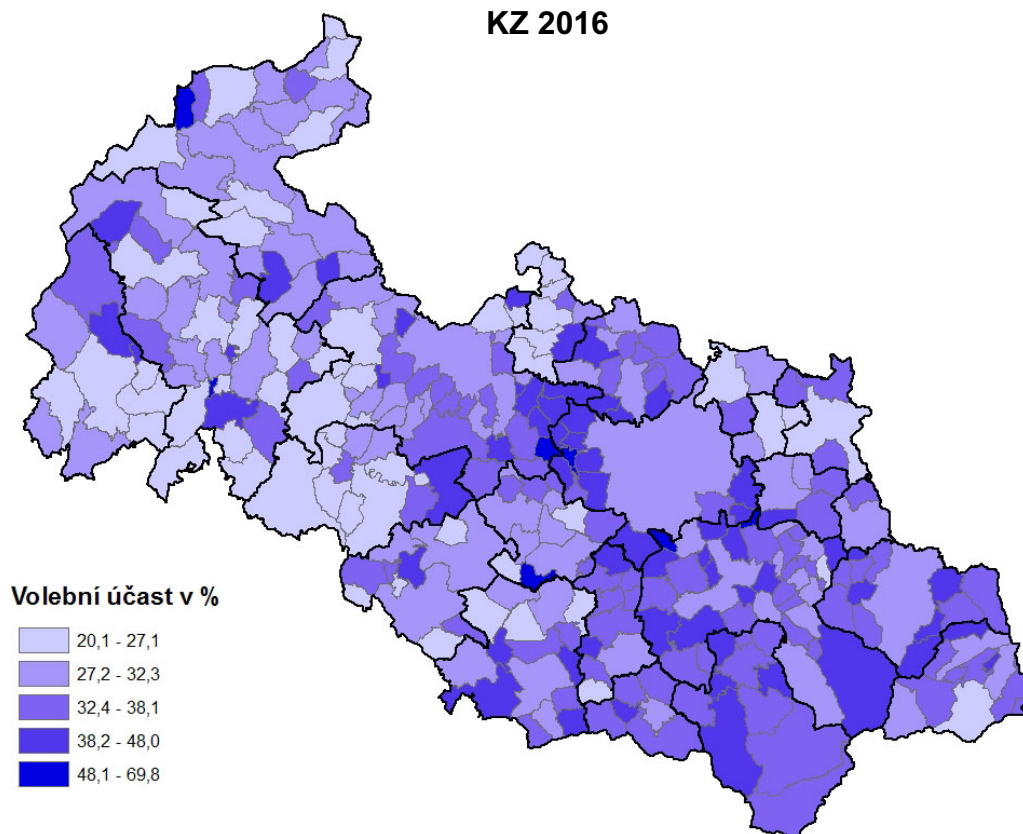 KZ 2016
Volební účast v %
20,1 - 27,1
27,2 - 32,3
32,4 - 38,1
38,2 - 48,0
48,1 - 69,8